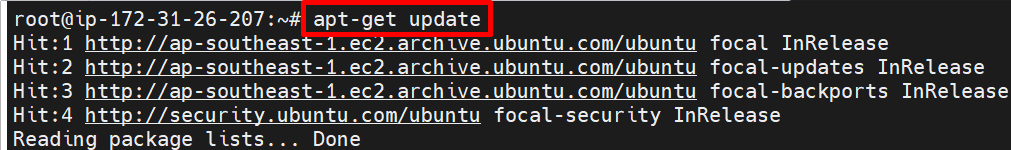 root@ip-172-31-26-207:~# apt-get update
Hit:1 http://ap-southeast-1.ec2.archive.ubuntu.com/ubuntu focal InRelease
Hit:2 http://ap-southeast-1.ec2.archive.ubuntu.com/ubuntu focal-updates InRelease
Hit:3 http://ap-southeast-1.ec2.archive.ubuntu.com/ubuntu focal-backports InRelease
Hit:4 http://security.ubuntu.com/ubuntu focal-security InRelease
Reading package lists... Done